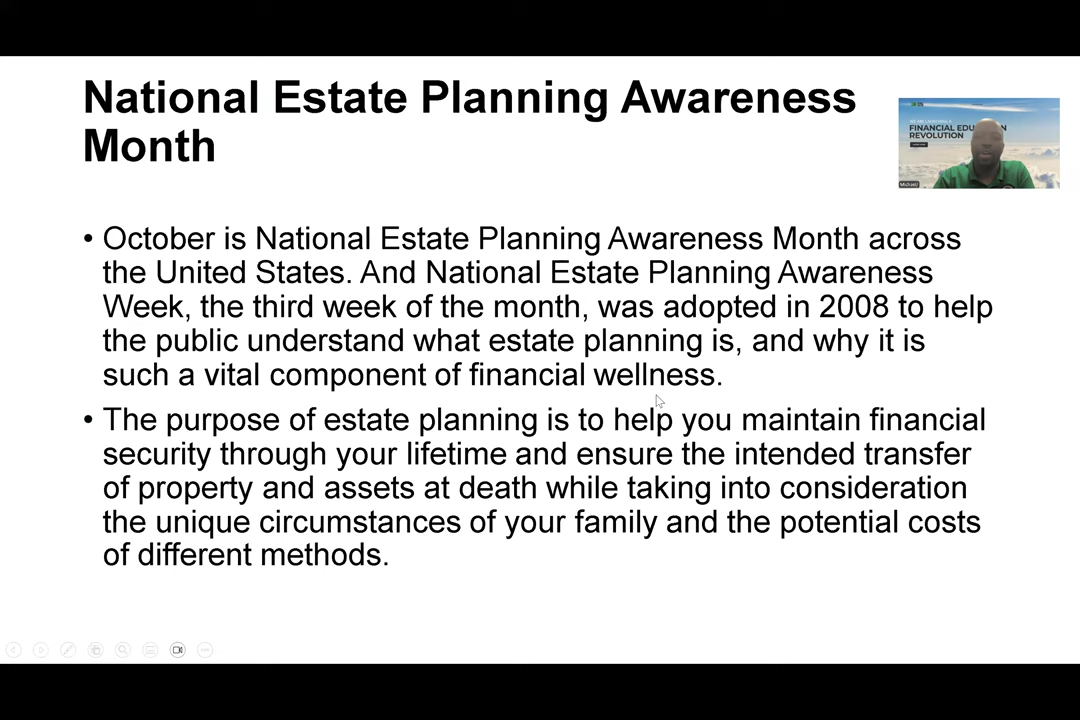 National Estate Planning Awareness
Month
• October is National Estate Planning Awareness Month across
the United States. And National Estate Planning Awareness
Week, the third week of the month, was adopted in 2008 to help
the public understand what estate planning is, and why it is
such a vital component of financial wellness.
• The purpose of estate planning is to help you maintain financial
security through your lifetime and ensure the intended transfer
of property and assets at death while taking into consideration
the unique circumstances of your family and the potential costs
of different methods.
FINANCIAL
REVOLUTION